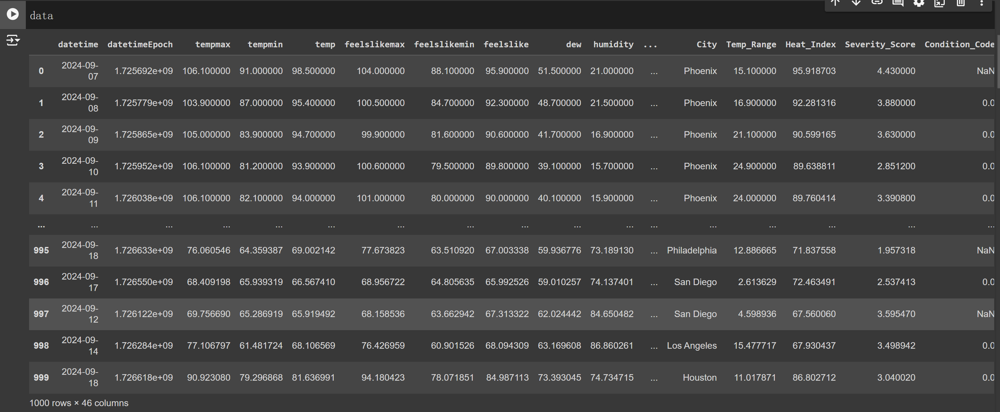 data
datetime datetimeEpoch tempmax tempmin temp feelslikemax feelslikemin feelslike dew humidity ... City Temp_Range Heat_Index Severity_Score Condition_Code
0 2024-09-07 1.725692e+09 106.100000 91.000000 98.500000 104.000000 88.100000 95.900000 51.500000 21.000000 ... Phoenix 15.100000 95.918703 4.430000 NaN
1 2024-09-08 1.725779e+09 103.900000 87.000000 95.400000 100.500000 84.700000 92.300000 48.700000 21.500000 ... Phoenix 16.900000 92.281316 3.880000 0.0
2 2024-09-09 1.725865e+09 105.000000 83.900000 94.700000 99.900000 81.600000 90.600000 41.700000 16.900000 ... Phoenix 21.100000 90.599165 3.630000 0.0
3 2024-09-10 1.725952e+09 106.100000 81.200000 93.900000 100.600000 79.500000 89.800000 39.100000 15.700000 ... Phoenix 24.900000 89.638811 2.851200 0.0
4 2024-09-11 1.726038e+09 106.100000 82.100000 94.000000 101.000000 80.000000 90.000000 40.100000 15.900000 ... Phoenix 24.000000 89.760414 3.390800 0.0
... ... ... ... ... ... ... ... ... ... ... ... ... ... ... ... ...
995 2024-09-18 1.726633e+09 76.060546 64.359387 69.002142 77.673823 63.510920 67.003338 59.936776 73.189130 ... Philadelphia 12.886665 71.837558 1.957318 NaN
996 2024-09-17 1.726550e+09 68.409198 65.939319 66.567410 68.956722 64.805635 65.992526 59.010257 74.137401 ... San Diego 2.613629 72.463491 2.537413 0.0
997 2024-09-12 1.726122e+09 69.756690 65.286919 65.919492 68.158536 63.662942 67.313322 62.024442 84.650482 ... San Diego 4.598936 67.560060 3.595470 NaN
998 2024-09-14 1.726284e+09 77.106797 61.481724 68.106569 76.426959 60.901526 68.094309 63.169608 86.860261 ... Los Angeles 15.477717 67.930437 3.498942 0.0
999 2024-09-18 1.726618e+09 90.923080 79.296868 81.636991 94.180423 78.071851 84.987113 73.393045 74.734715 ... Houston 11.017871 86.802712 3.040020 0.0
1000 rows × 46 columns